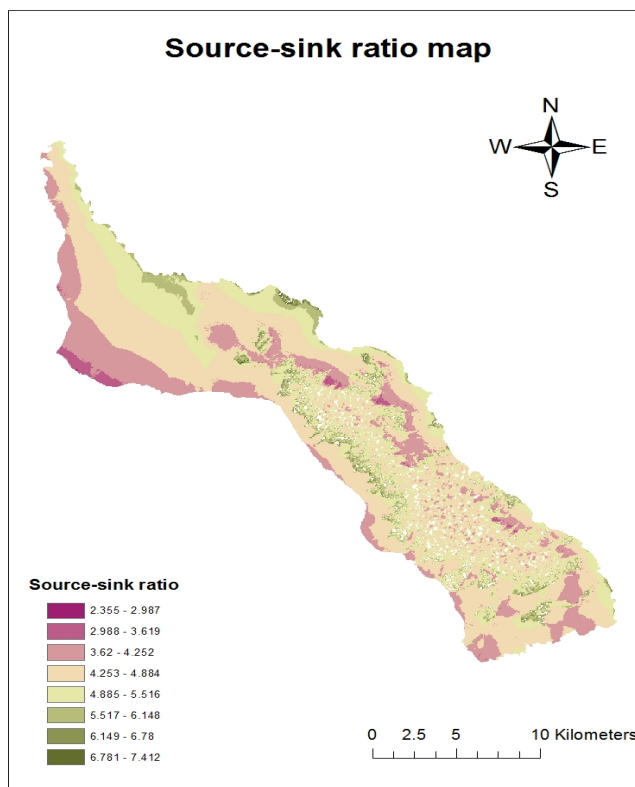 Source-sink ratio map
N
W E
S
Source-sink ratio
2.355 - 2.987
2.988 - 3.619
3.62 - 4.252
4.253 - 4.884
4.885 - 5.516
5.517 - 6.148
6.149 - 6.78
6.781 - 7.412
0 2.5 5 10 Kilometers